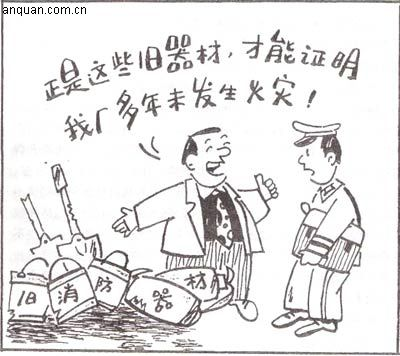 anquan.com.cn
正是这些旧器材，才能证明
我厂多年未发生火灾！
旧 消 防 器 材